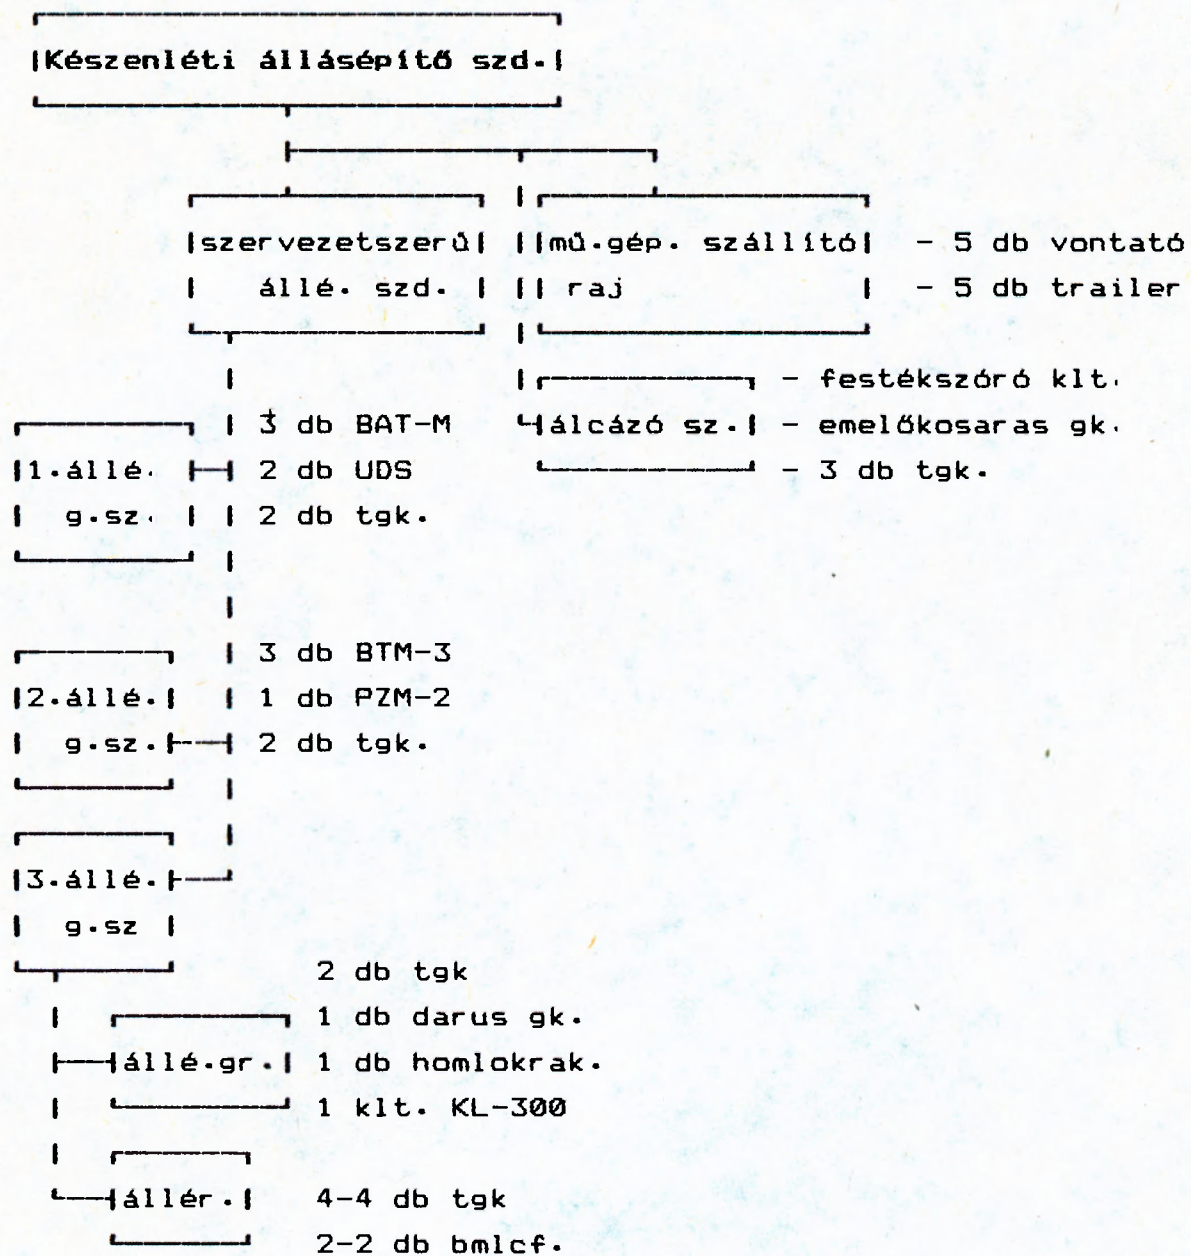 Készenléti állásépítő szd.
szervezetszerű
állé. szd.
mű.gép. szállító
raj
- 5 db vontató
- 5 db trailer
álcázó sz.
- festékszóró klt.
- emelőkosaras gk.
- 3 db tgk.
1.állé.
g.sz.
3 db BAT-M
2 db UDS
2 db tgk.
2.állé.
g.sz.
3 db BTM-3
1 db PZM-2
2 db tgk.
3.állé.
g.sz
állé.gr.
2 db tgk
1 db darus gk.
1 db homlokrak.
1 klt. KL-300
állér.
4-4 db tgk
2-2 db bmlcf.